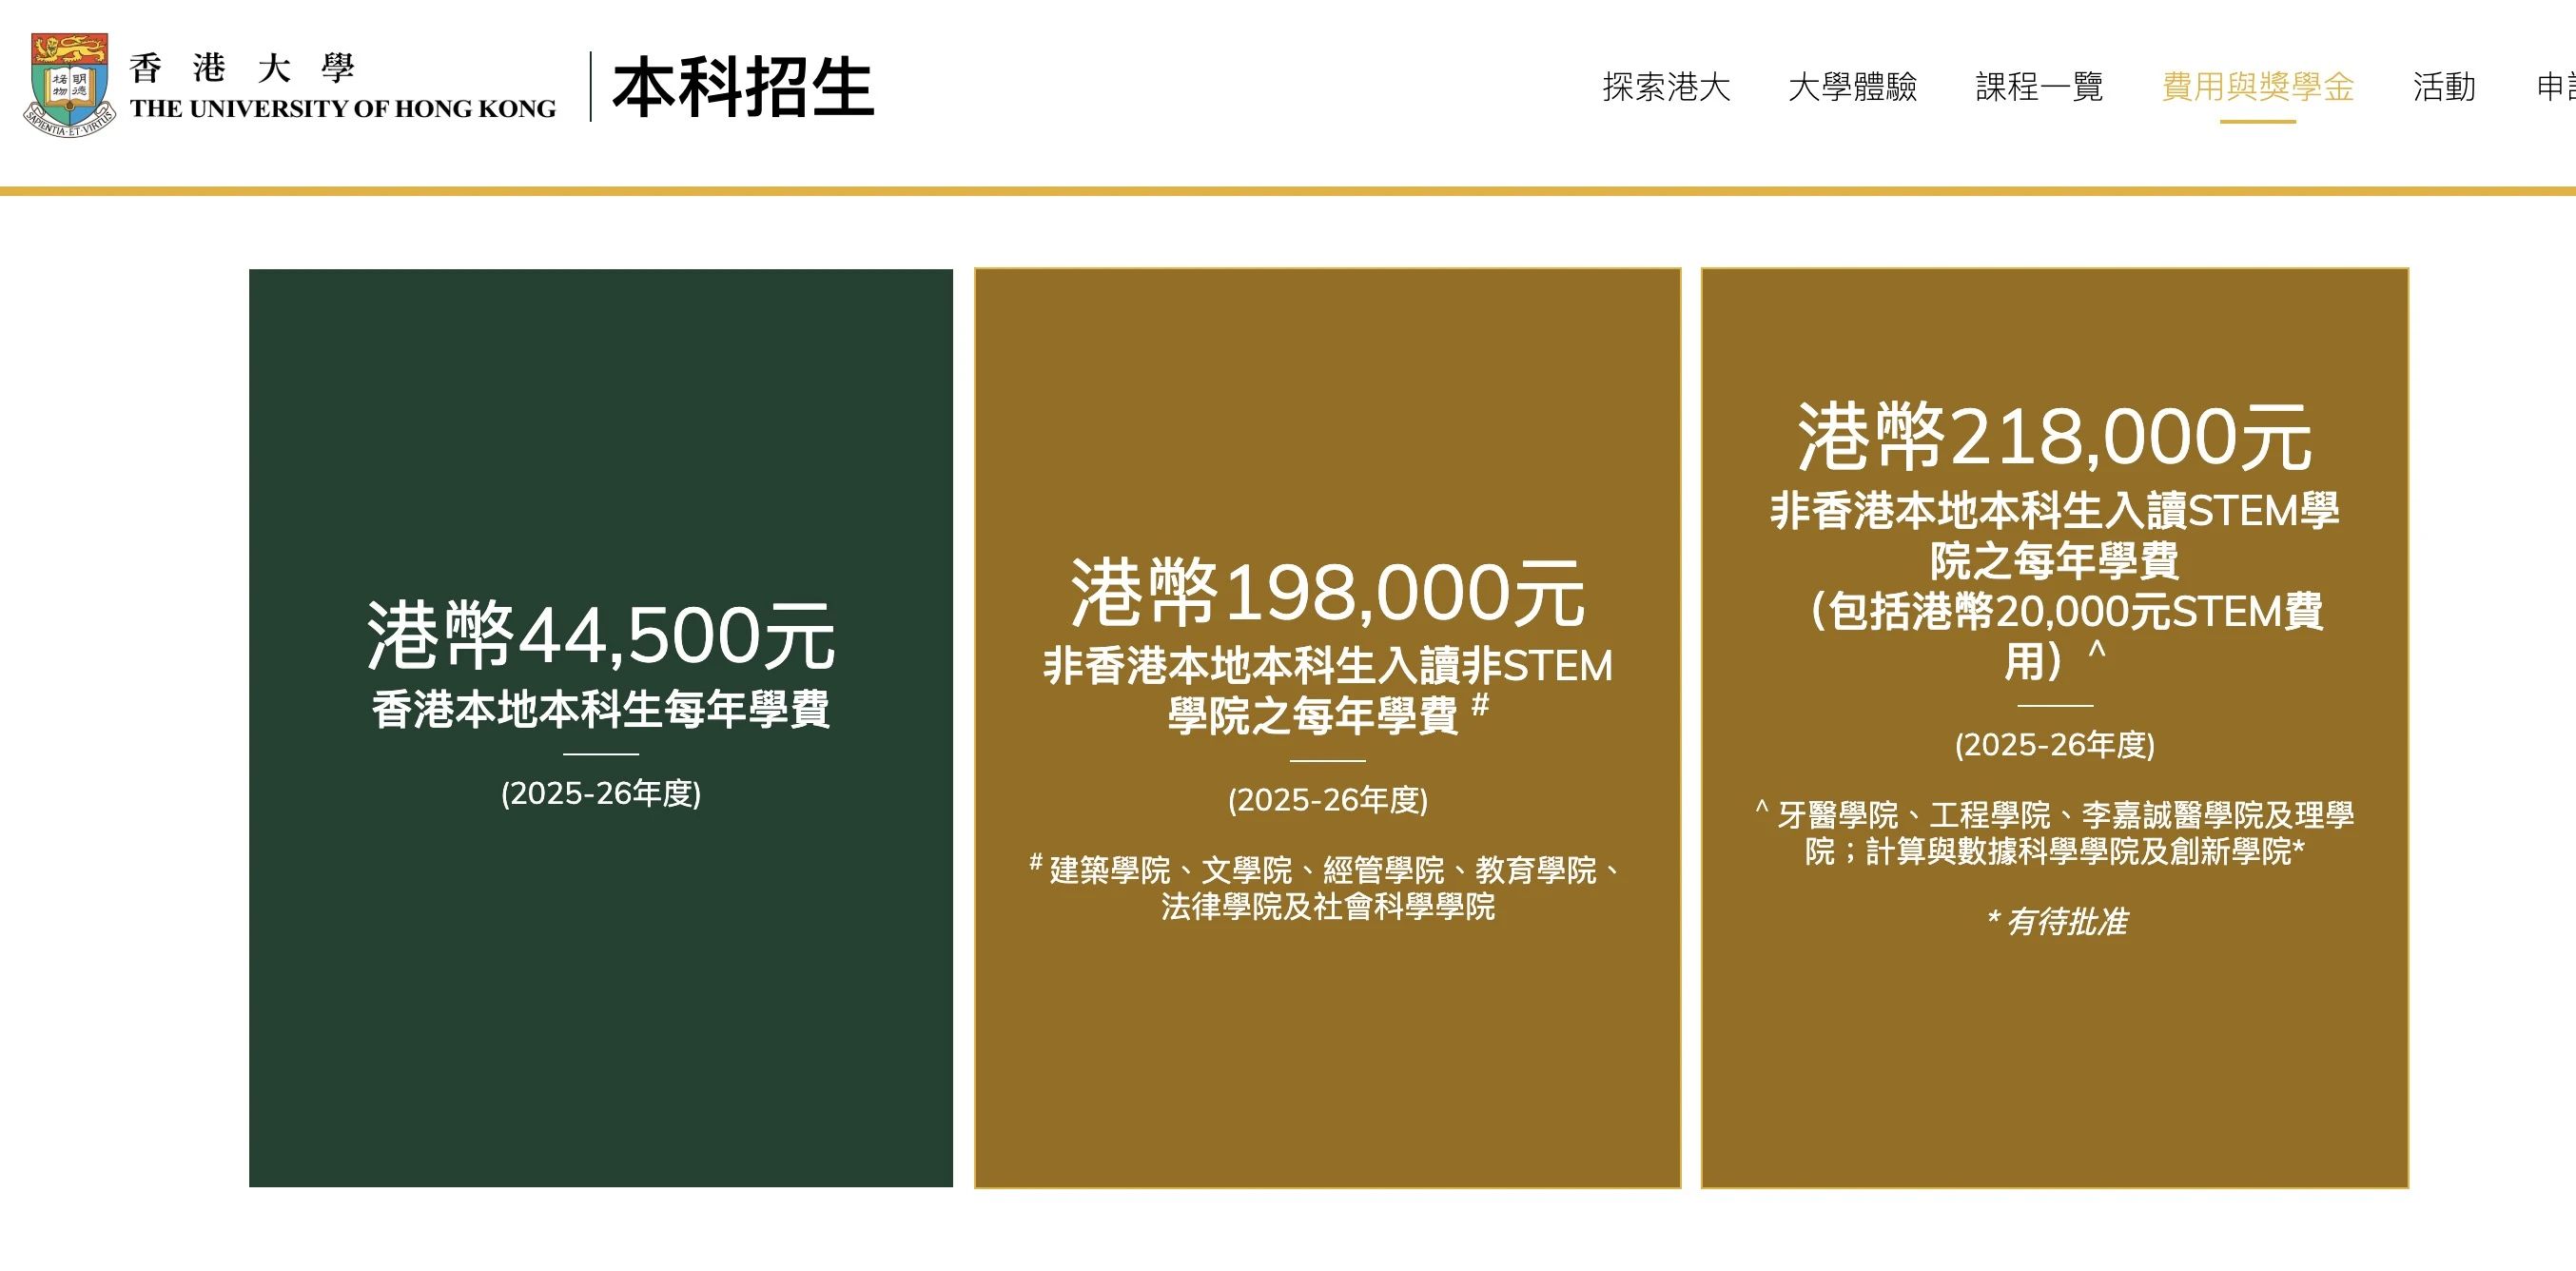 香港大學
THE UNIVERSITY OF HONG KONG
本科招生
探索港大
大學體驗
課程一覽
費用與獎學金
活動
申
港幣44,500元
香港本地本科生每年學費
(2025-26年度)
港幣198,000元
非香港本地本科生入讀非STEM
學院之每年學費 #
(2025-26年度)
# 建築學院、文學院、經管學院、教育學院、
法律學院及社會科學學院
港幣218,000元
非香港本地本科生入讀STEM學
院之每年學費
（包括港幣20,000元STEM費
用）^
(2025-26年度)
^ 牙醫學院、工程學院、李嘉誠醫學院及理學
院；計算與數據科學學院及創新學院*
* 有待批准